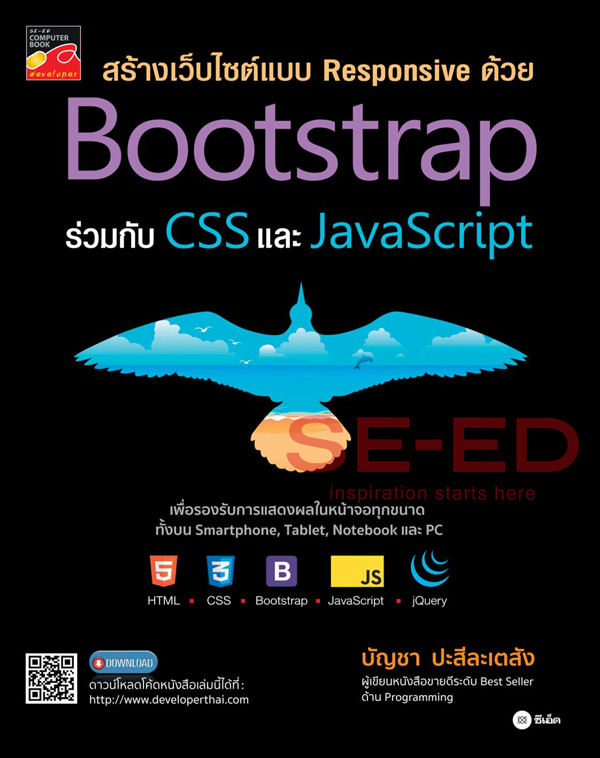 SE-ED
COMPUTER
BOOK
developer
สร้างเว็บไซต์แบบ Responsive ด้วย
Bootstrap
ร่วมกับ CSS และ JavaScript
SE-ED
inspiration starts here
เพื่อรองรับการแสดงผลในหน้าจอทุกขนาด
ทั้งบน Smartphone, Tablet, Notebook และ PC
5 3 B JS
HTML ▪ CSS ▪ Bootstrap ▪ JavaScript ▪ jQuery
DOWNLOAD
ดาวน์โหลดโค้ดหนังสือเล่มนี้ได้ที่ :
http://www.developerthai.com
บัญชา ปะสีละเตสัง
ผู้เขียนหนังสือขายดีระดับ Best Seller
ด้าน Programming
ซีเอ็ด